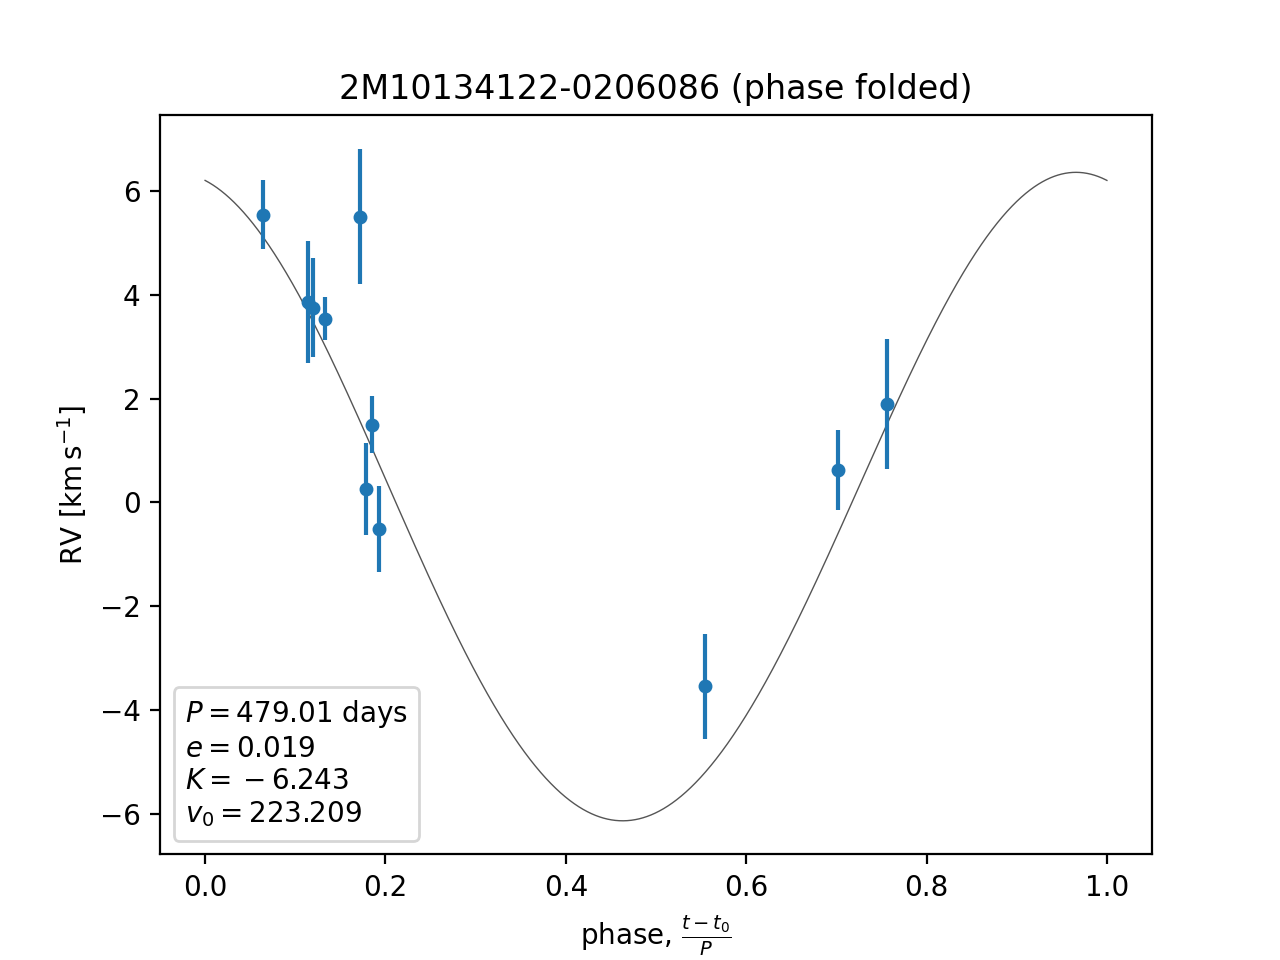 2M10134122-0206086 (phase folded)
RV [km s⁻¹]
6
4
2
0
−2
−4
−6
P = 479.01 days
e = 0.019
K = −6.243
v₀ = 223.209
0.0 0.2 0.4 0.6 0.8 1.0
phase, (t − t₀)/P